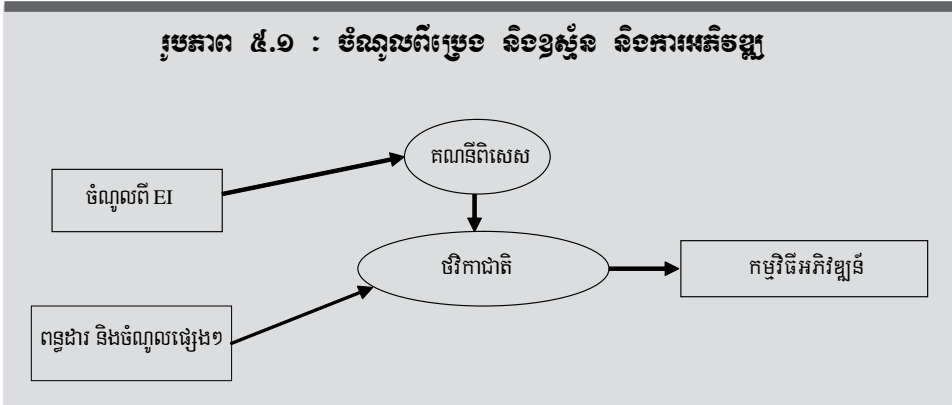 រូបភាព ៥.១ : ចំណូលពីប្រេង និងឧស្ម័ន និងការអភិវឌ្ឍ
គណនីពិសេស
ចំណូលពី EI
ថវិកាជាតិ
កម្មវិធីអភិវឌ្ឍន៍
ពន្ធដារ និងចំណូលផ្សេងៗ